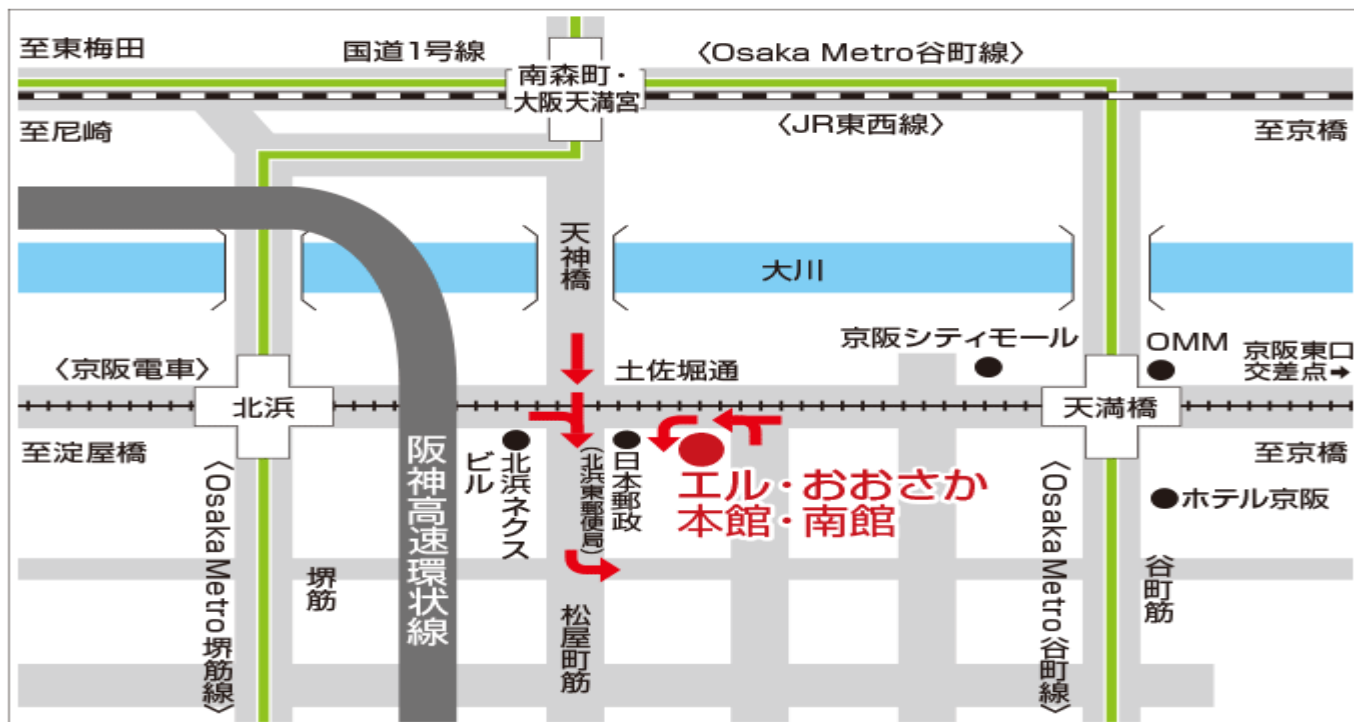 至東梅田
国道1号線
〈Osaka Metro谷町線〉
南森町・
大阪天満宮
至尼崎
〈JR東西線〉
至京橋
天神橋
大川
京阪シティモール
OMM
京阪東口
交差点➡
〈京阪電車〉
土佐堀通
北浜
天満橋
至淀屋橋
至京橋
阪神高速環状線
北浜ネクス
ビル
(北浜東郵便局)
日本郵政
エル・おおさか
本館・南館
ホテル京阪
〈Osaka Metro堺筋線〉
堺筋
松屋町筋
〈Osaka Metro谷町線〉
谷町筋